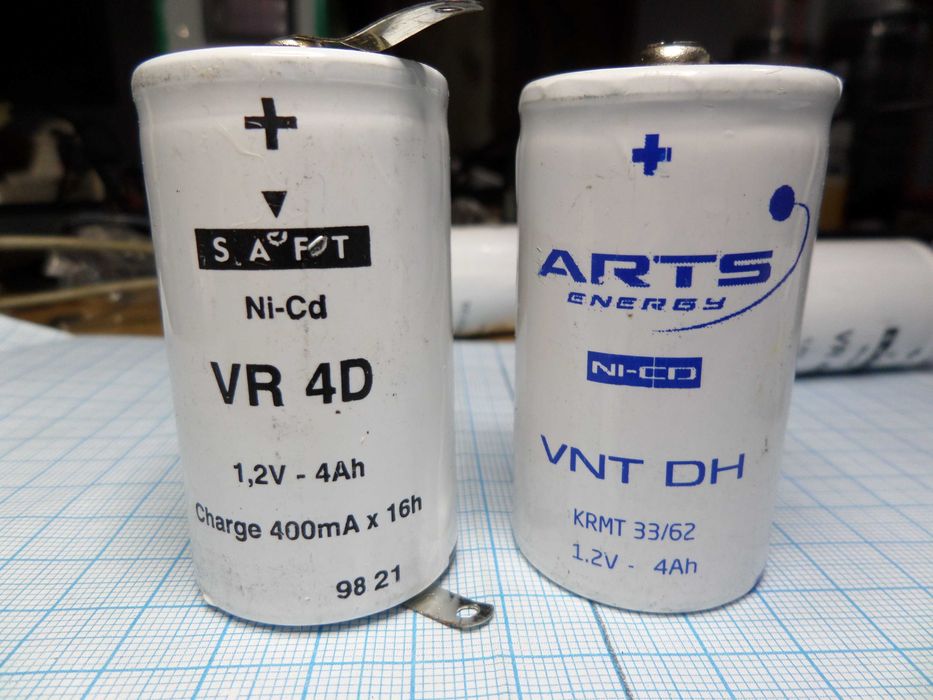 +
SAFT
Ni-Cd
VR 4D
1,2V - 4Ah
Charge 400mA x 16h
98 21
+
ARTS
ENERGY
NI-CD
VNT DH
KRMT 33/62
1.2V - 4Ah